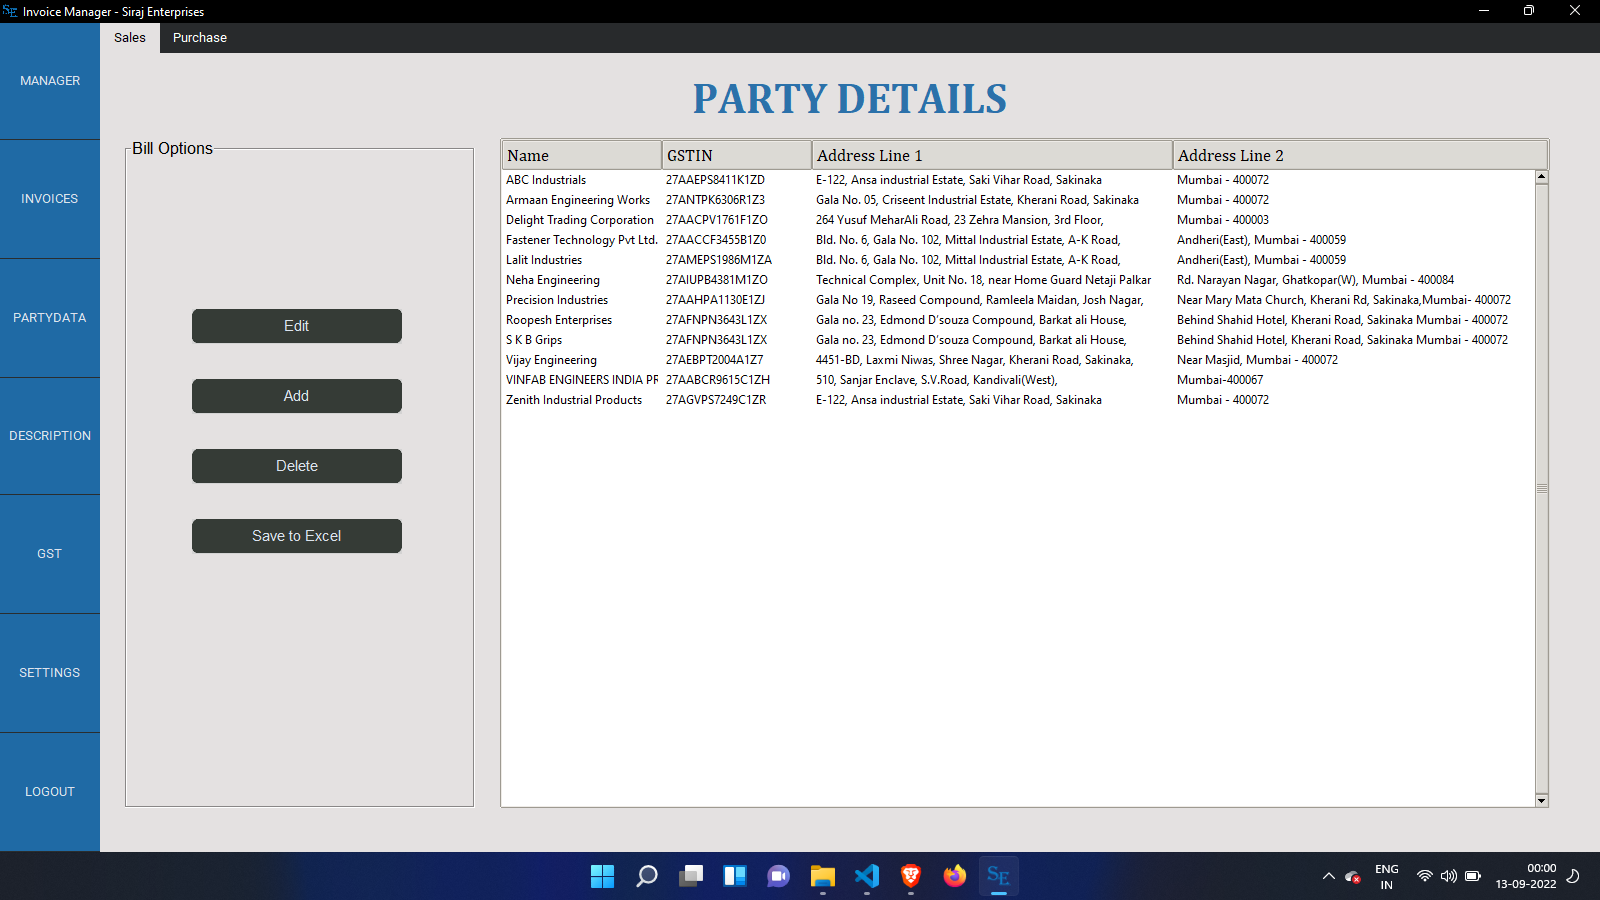 Invoice Manager - Siraj Enterprises
Sales Purchase
MANAGER
INVOICES
PARTYDATA
DESCRIPTION
GST
SETTINGS
LOGOUT
PARTY DETAILS
Bill Options
Edit
Add
Delete
Save to Excel
Name GSTIN Address Line 1 Address Line 2
ABC Industrials 27AAEPS8411K1ZD E-122, Ansa industrial Estate, Saki Vihar Road, Sakinaka Mumbai - 400072
Armaan Engineering Works 27ANTPK6306R1Z3 Gala No. 05, Criseent Industrial Estate, Kherani Road, Sakinaka Mumbai - 400072
Delight Trading Corporation 27AACPV1761F1ZO 264 Yusuf MeharAli Road, 23 Zehra Mansion, 3rd Floor, Mumbai - 400003
Fastener Technology Pvt Ltd. 27AACCF3455B1Z0 Bld. No. 6, Gala No. 102, Mittal Industrial Estate, A-K Road, Andheri(East), Mumbai - 400059
Lalit Industries 27AMEPS1986M1ZA Bld. No. 6, Gala No. 102, Mittal Industrial Estate, A-K Road, Andheri(East), Mumbai - 400059
Neha Engineering 27AIUPB4381M1ZO Technical Complex, Unit No. 18, near Home Guard Netaji Palkar Rd. Narayan Nagar, Ghatkopar(W), Mumbai - 400084
Precision Industries 27AAHPA1130E1ZJ Gala No 19, Raseed Compound, Ramleela Maidan, Josh Nagar, Near Mary Mata Church, Kherani Rd, Sakinaka,Mumbai- 400072
Roopesh Enterprises 27AFNPN3643L1ZX Gala no. 23, Edmond D'souza Compound, Barkat ali House, Behind Shahid Hotel, Kherani Road, Sakinaka Mumbai - 400072
S K B Grips 27AFNPN3643L1ZX Gala no. 23, Edmond D'souza Compound, Barkat ali House, Behind Shahid Hotel, Kherani Road, Sakinaka Mumbai - 400072
Vijay Engineering 27AEBPT2004A1Z7 4451-BD, Laxmi Niwas, Shree Nagar, Kherani Road, Sakinaka, Near Masjid, Mumbai - 400072
VINFAB ENGINEERS INDIA PR 27AABCR9615C1ZH 510, Sanjar Enclave, S.V.Road, Kandivali(West), Mumbai-400067
Zenith Industrial Products 27AGVPS7249C1ZR E-122, Ansa industrial Estate, Saki Vihar Road, Sakinaka Mumbai - 400072
SE
ENG
IN
00:00
13-09-2022